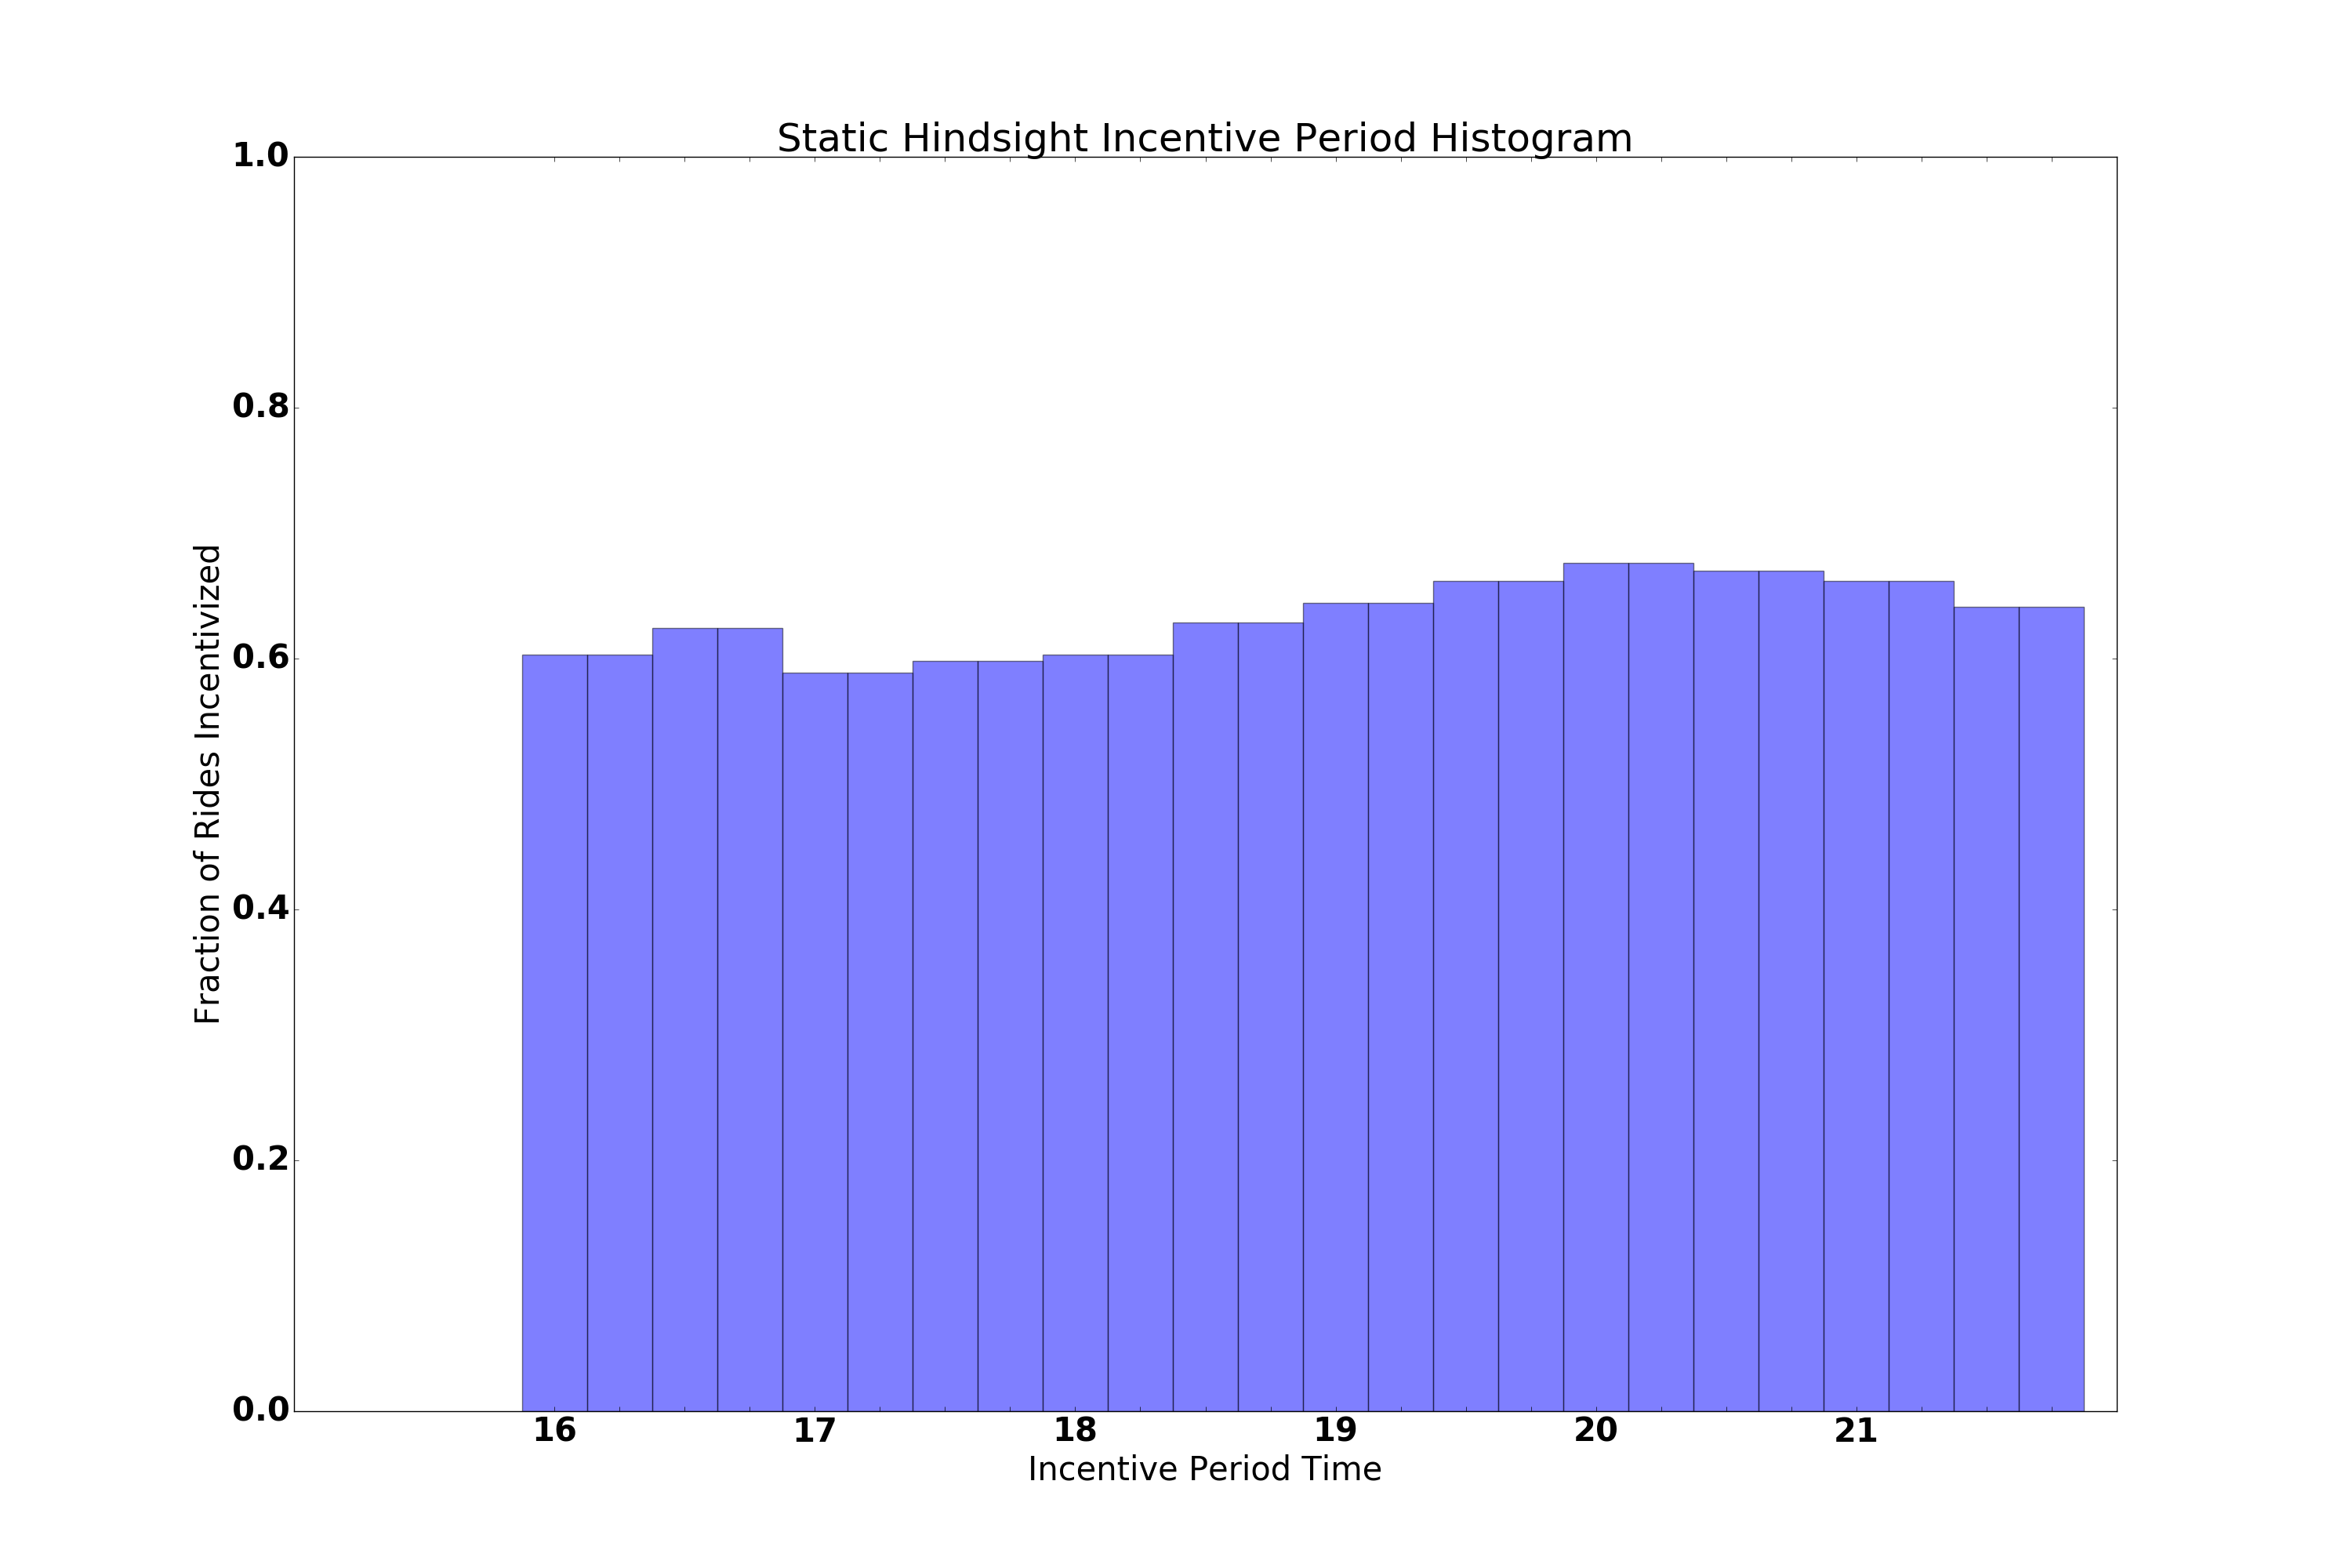 Static Hindsight Incentive Period Histogram
1.0
0.8
0.6
0.4
0.2
0.0
Fraction of Rides Incentivized
16 17 18 19 20 21
Incentive Period Time